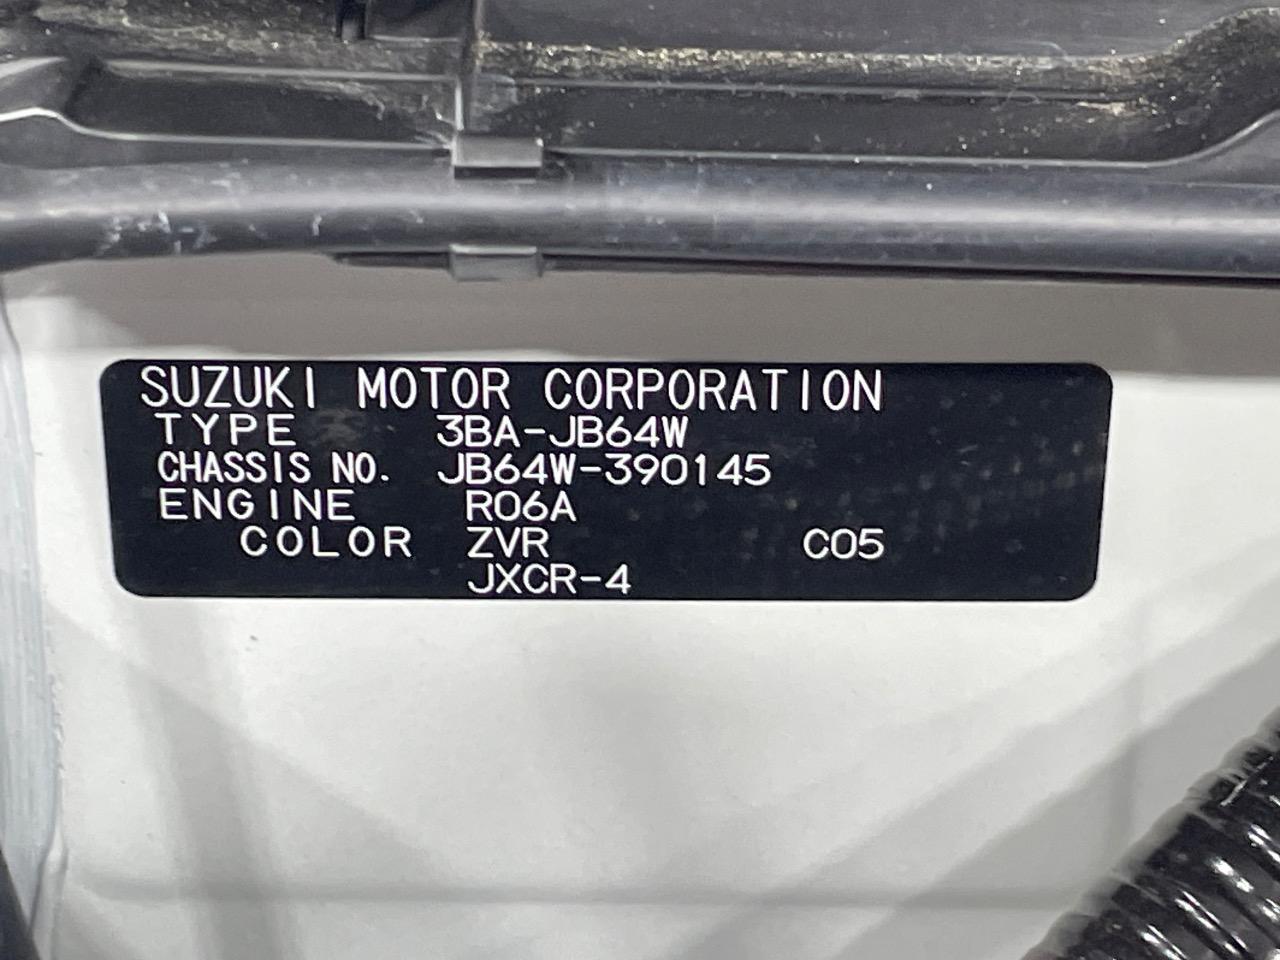 SUZUKI MOTOR CORPORATION
TYPE 3BA-JB64W
CHASSIS NO. JB64W-390145
ENGINE R06A
COLOR ZVR C05
JXCR-4